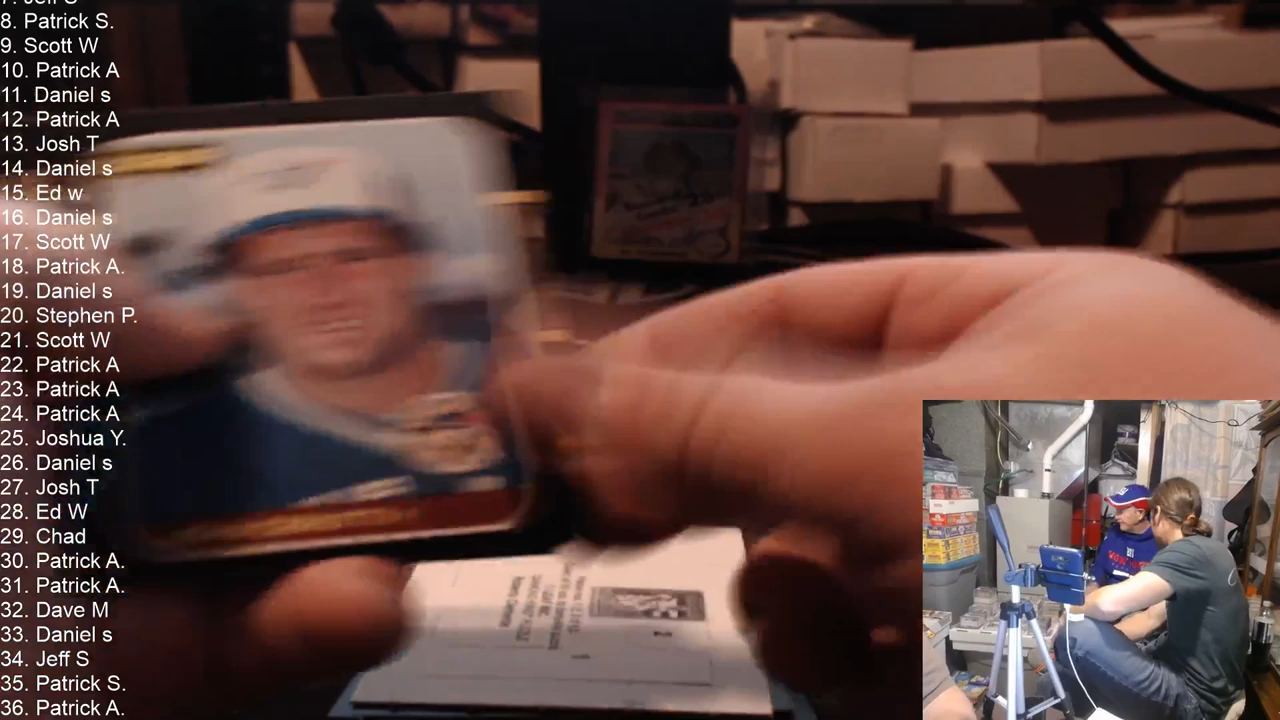 7. Jeff S
8. Patrick S.
9. Scott W
10. Patrick A
11. Daniel s
12. Patrick A
13. Josh T
14. Daniel s
15. Ed w
16. Daniel s
17. Scott W
18. Patrick A.
19. Daniel s
20. Stephen P.
21. Scott W
22. Patrick A
23. Patrick A
24. Patrick A
25. Joshua Y.
26. Daniel s
27. Josh T
28. Ed W
29. Chad
30. Patrick A.
31. Patrick A.
32. Dave M
33. Daniel s
34. Jeff S
35. Patrick S.
36. Patrick A.